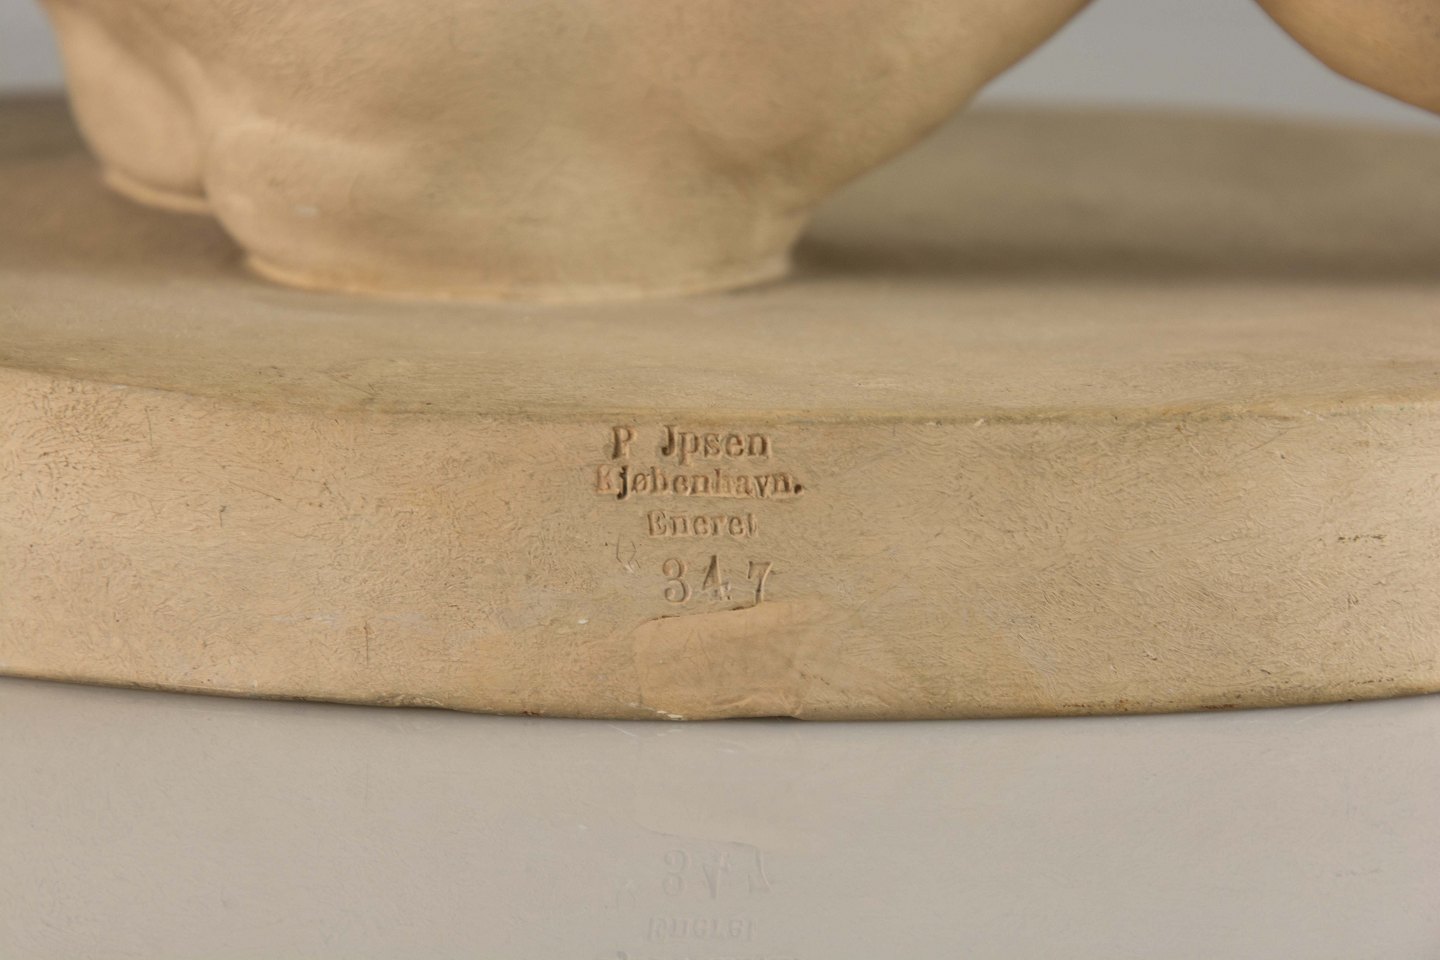 P Jpsen
Kjøbenhavn.
Eneret
347